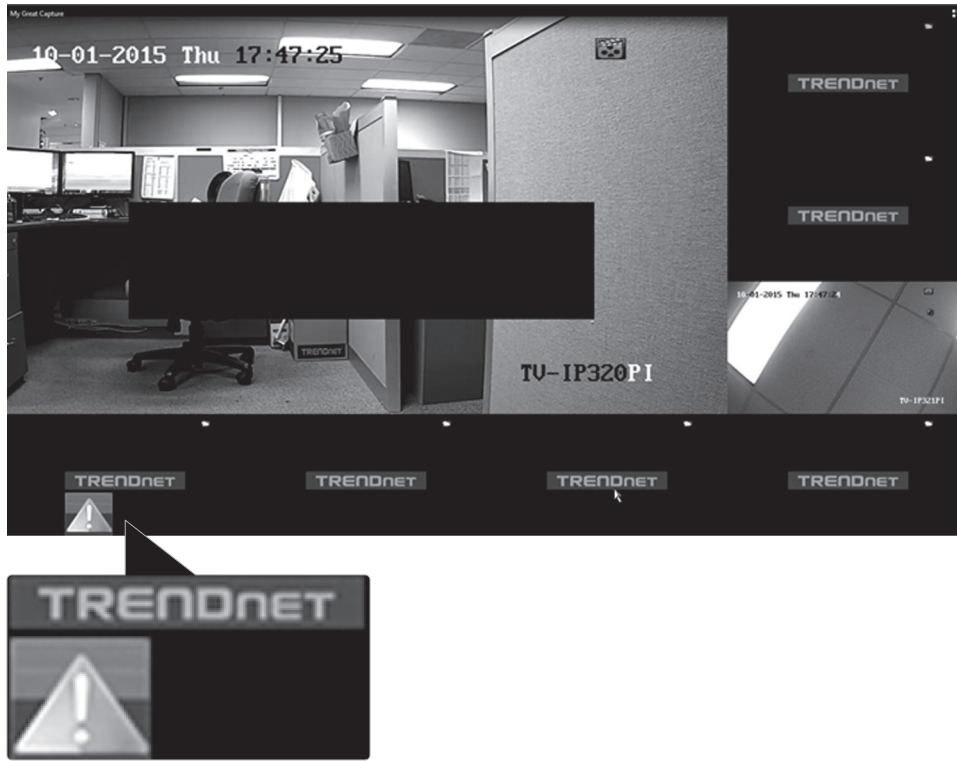 My Great Capture
10-01-2015 Thu 17:47:25
TRENDNET
TRENDNET
TRENDNET
TV-IP320PI
10-01-2015 Thu 17:47:24
TV-IP321PI
TRENDNET
TRENDNET
TRENDNET
TRENDNET
TRENDNET